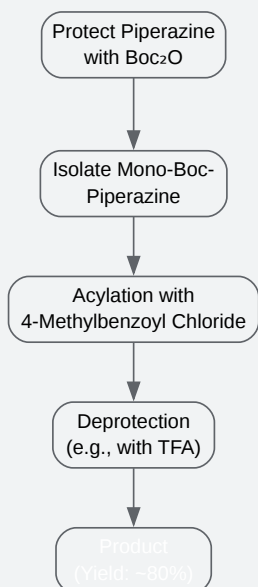 Protect Piperazine
with Boc₂O
Isolate Mono-Boc-
Piperazine
Acylation with
4-Methylbenzoyl Chloride
Deprotection
(e.g., with TFA)
Product
(Yield: ~80%)